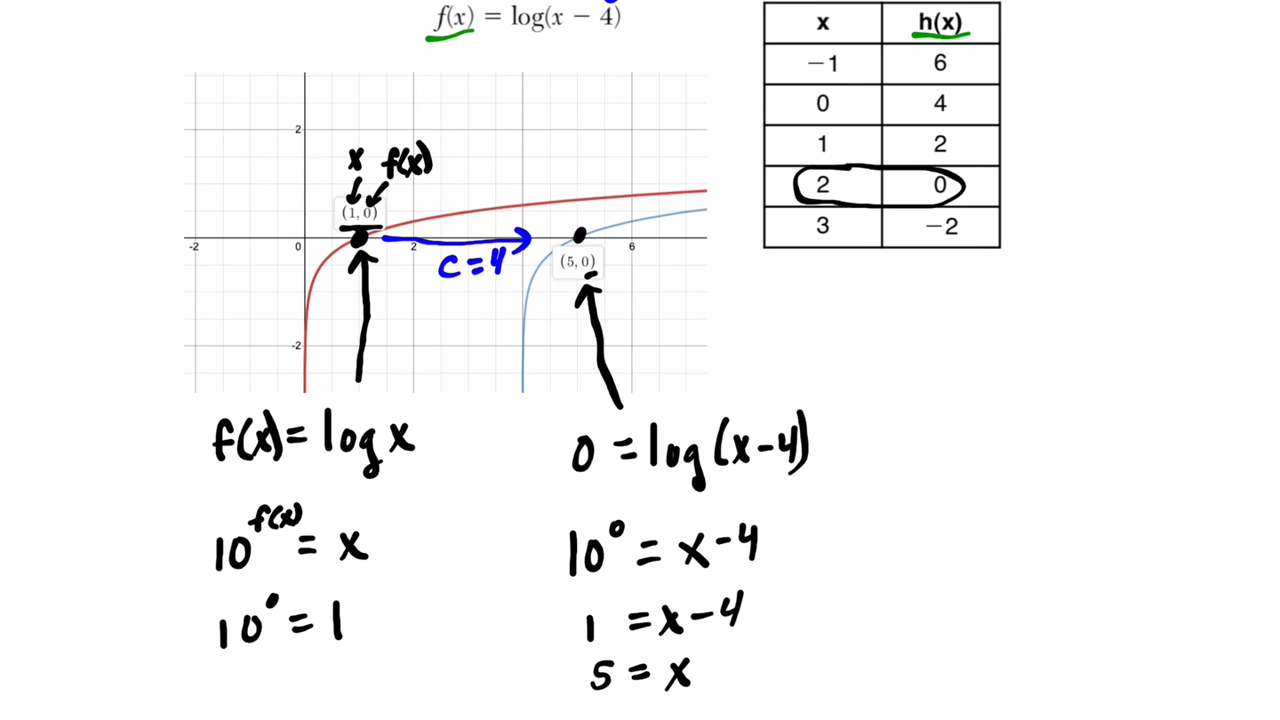 f(x) = log(x − 4)
x h(x)
−1 6
0 4
1 2
2 0
3 −2
2
x f(x)
(1, 0)
-2 0 2 6
c = 4
(5, 0)
-2
f(x) = log x
10^f(x) = x
10^0 = 1
0 = log(x-4)
10^0 = x-4
1 = x-4
5 = x